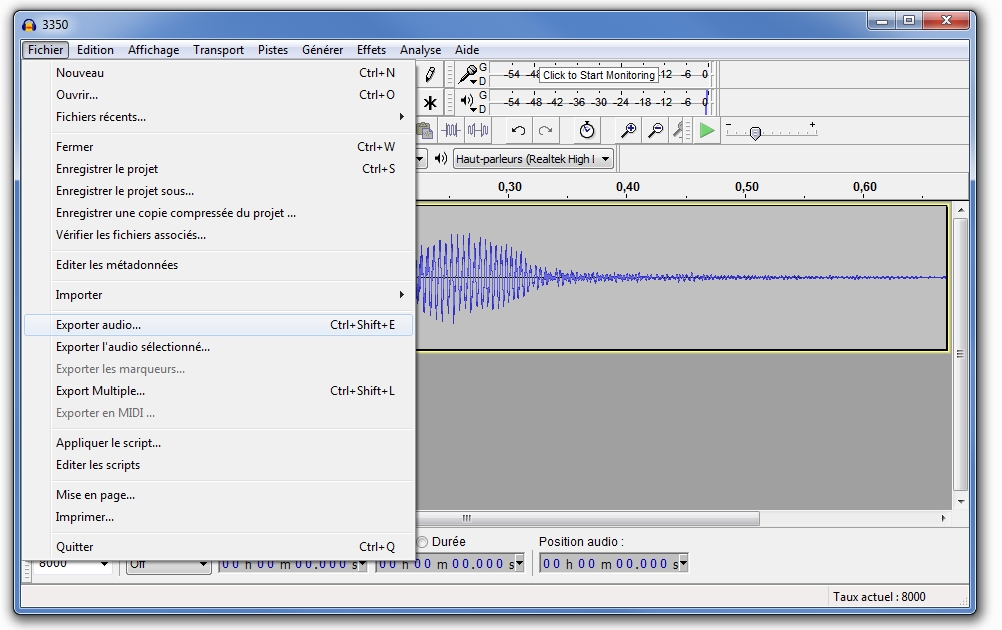 3350
Fichier Edition Affichage Transport Pistes Générer Effets Analyse Aide
Nouveau Ctrl+N
Ouvrir... Ctrl+O
Fichiers récents...
Fermer Ctrl+W
Enregistrer le projet Ctrl+S
Enregistrer le projet sous...
Enregistrer une copie compressée du projet ...
Vérifier les fichiers associés...
Editer les métadonnées
Importer
Exporter audio... Ctrl+Shift+E
Exporter l'audio sélectionné...
Exporter les marqueurs...
Export Multiple... Ctrl+Shift+L
Exporter en MIDI ...
Appliquer le script...
Editer les scripts
Mise en page...
Imprimer...
Quitter Ctrl+Q
G
D
-54 Click to Start Monitoring -12 -6 0
G
D
-54 -48 -42 -36 -30 -24 -18 -12 -6 0
- +
Haut-parleurs (Realtek High
0,30 0,40 0,50 0,60
Durée Position audio :
8000 Off 00 h 00 m 00.000 s 00 h 00 m 00.000 s 00 h 00 m 00.000 s
Taux actuel : 8000